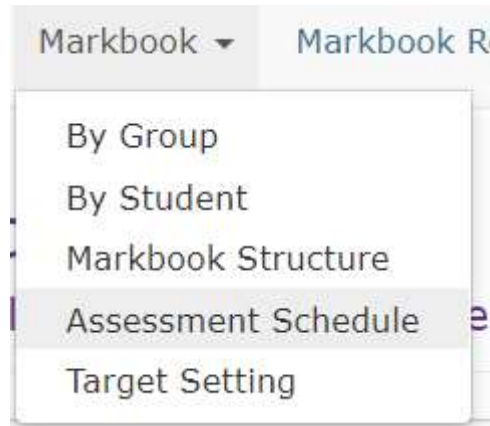 Markbook Markbook R
By Group
By Student
Markbook Structure
Assessment Schedule
Target Setting
e